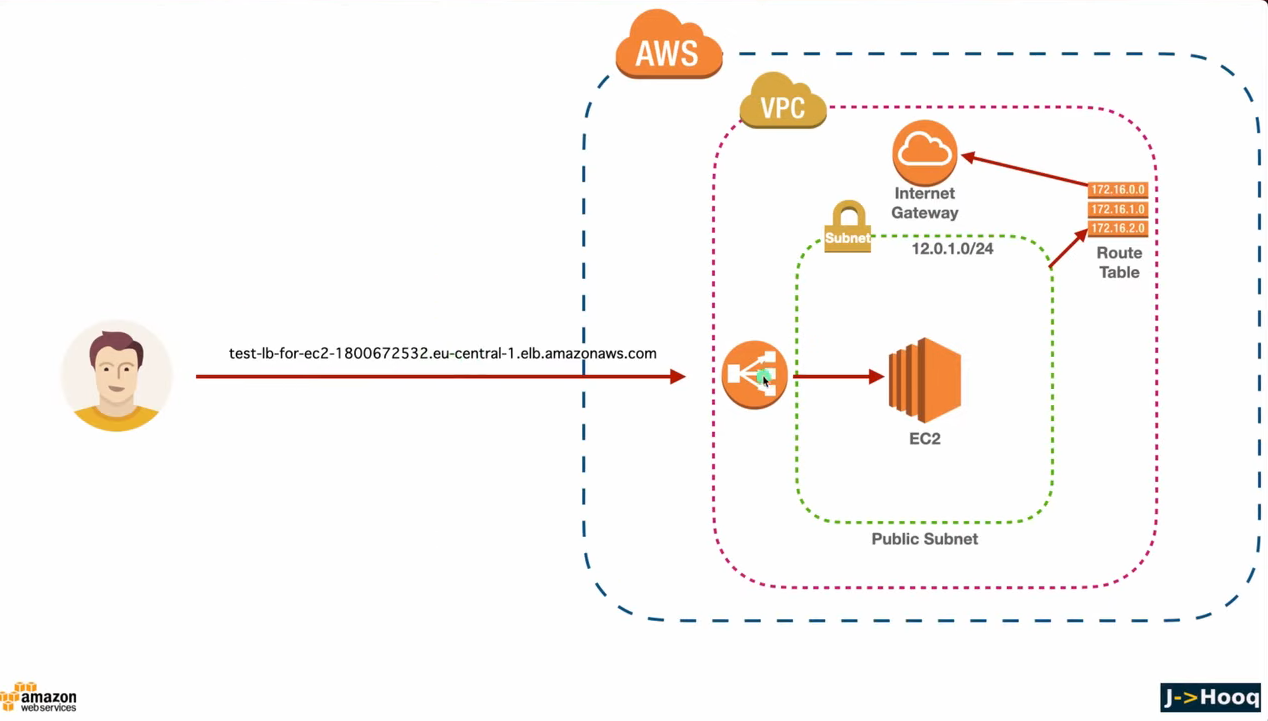 AWS
VPC
Internet
Gateway
172.16.0.0
172.16.1.0
172.16.2.0
Route
Table
Subnet
12.0.1.0/24
test-lb-for-ec2-1800672532.eu-central-1.elb.amazonaws.com
EC2
Public Subnet
amazon
webservices
J->Hooq